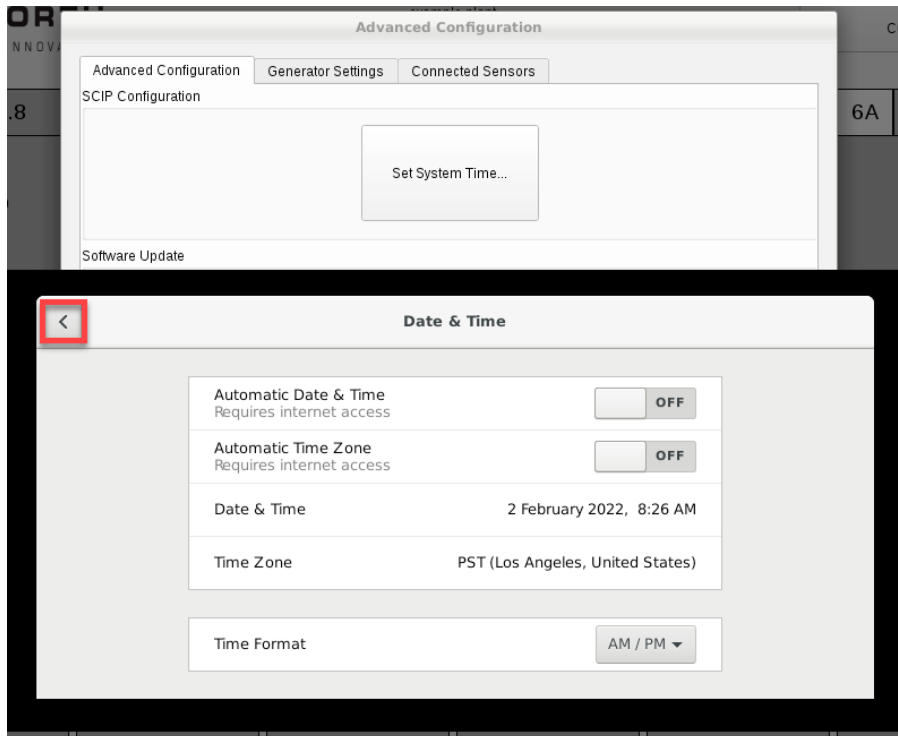 Advanced Configuration
Advanced Configuration Generator Settings Connected Sensors
SCIP Configuration
.8
6A
Set System Time...
Software Update
Date & Time
Automatic Date & Time
Requires internet access
OFF
Automatic Time Zone
Requires internet access
OFF
Date & Time 2 February 2022, 8:26 AM
Time Zone PST (Los Angeles, United States)
Time Format AM / PM